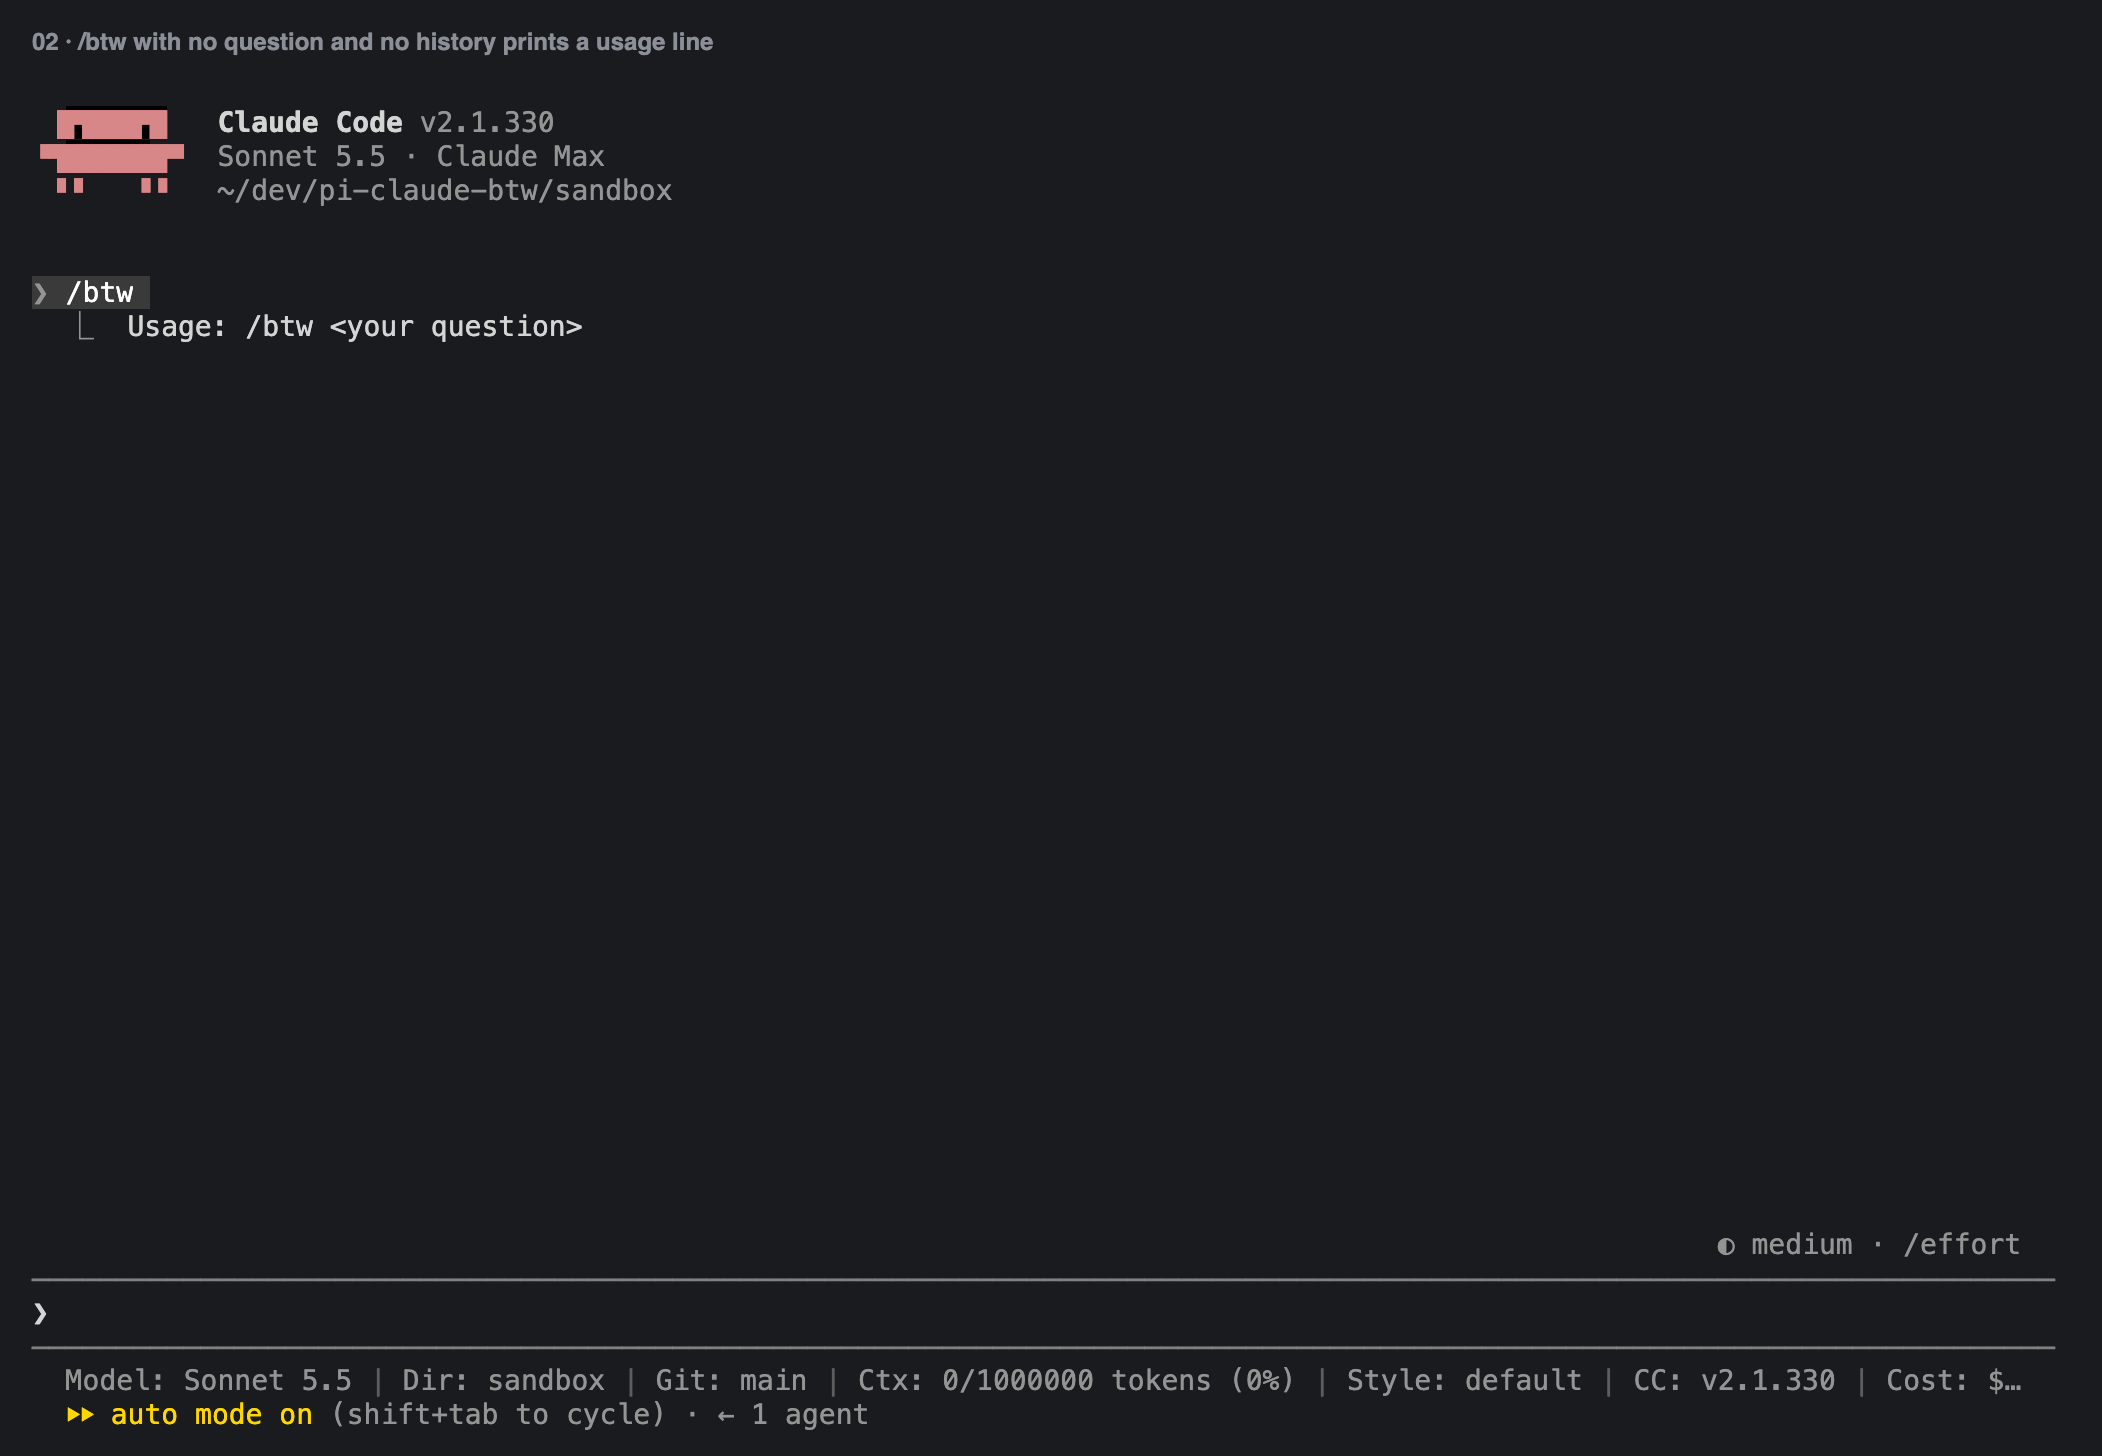 02 · /btw with no question and no history prints a usage line
Claude Code v2.1.330
Sonnet 5.5 · Claude Max
~/dev/pi-claude-btw/sandbox
❯ /btw
⎿ Usage: /btw <your question>
◐ medium · /effort
❯
Model: Sonnet 5.5 | Dir: sandbox | Git: main | Ctx: 0/1000000 tokens (0%) | Style: default | CC: v2.1.330 | Cost: $…
⏵⏵ auto mode on (shift+tab to cycle) · ← 1 agent